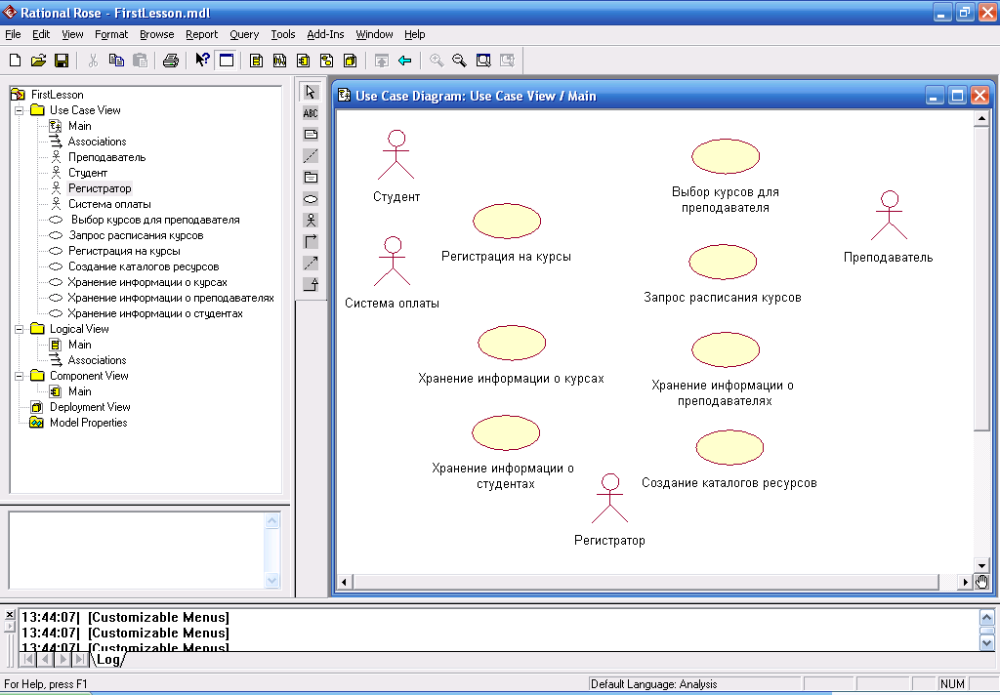 Rational Rose - FirstLesson.mdl
File Edit View Format Browse Report Query Tools Add-Ins Window Help
FirstLesson
Use Case View
Main
Associations
Преподаватель
Студент
Регистратор
Система оплаты
Выбор курсов для преподавателя
Запрос расписания курсов
Регистрация на курсы
Создание каталогов ресурсов
Хранение информации о курсах
Хранение информации о преподавателях
Хранение информации о студентах
Logical View
Main
Associations
Component View
Main
Deployment View
Model Properties
ABC
Use Case Diagram: Use Case View / Main
Студент
Выбор курсов для
преподавателя
Регистрация на курсы
Преподаватель
Система оплаты
Запрос расписания курсов
Хранение информации о курсах
Хранение информации о
преподавателях
Хранение информации о
студентах
Создание каталогов ресурсов
Регистратор
13:44:07| [Customizable Menus]
13:44:07| [Customizable Menus]
13:44:07| [Customizable Menus]
Log
For Help, press F1
Default Language: Analysis
NUM